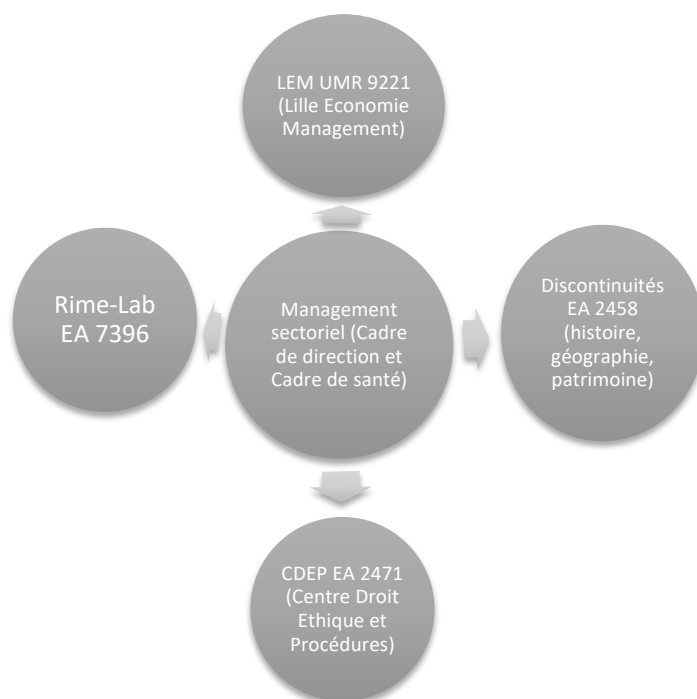 LEM UMR 9221
(Lille Economie
Management)
Rime-Lab
EA 7396
Management
sectoriel (Cadre
de direction et
Cadre de santé)
Discontinuités
EA 2458
(histoire,
géographie,
patrimoine)
CDEP EA 2471
(Centre Droit
Ethique et
Procédures)